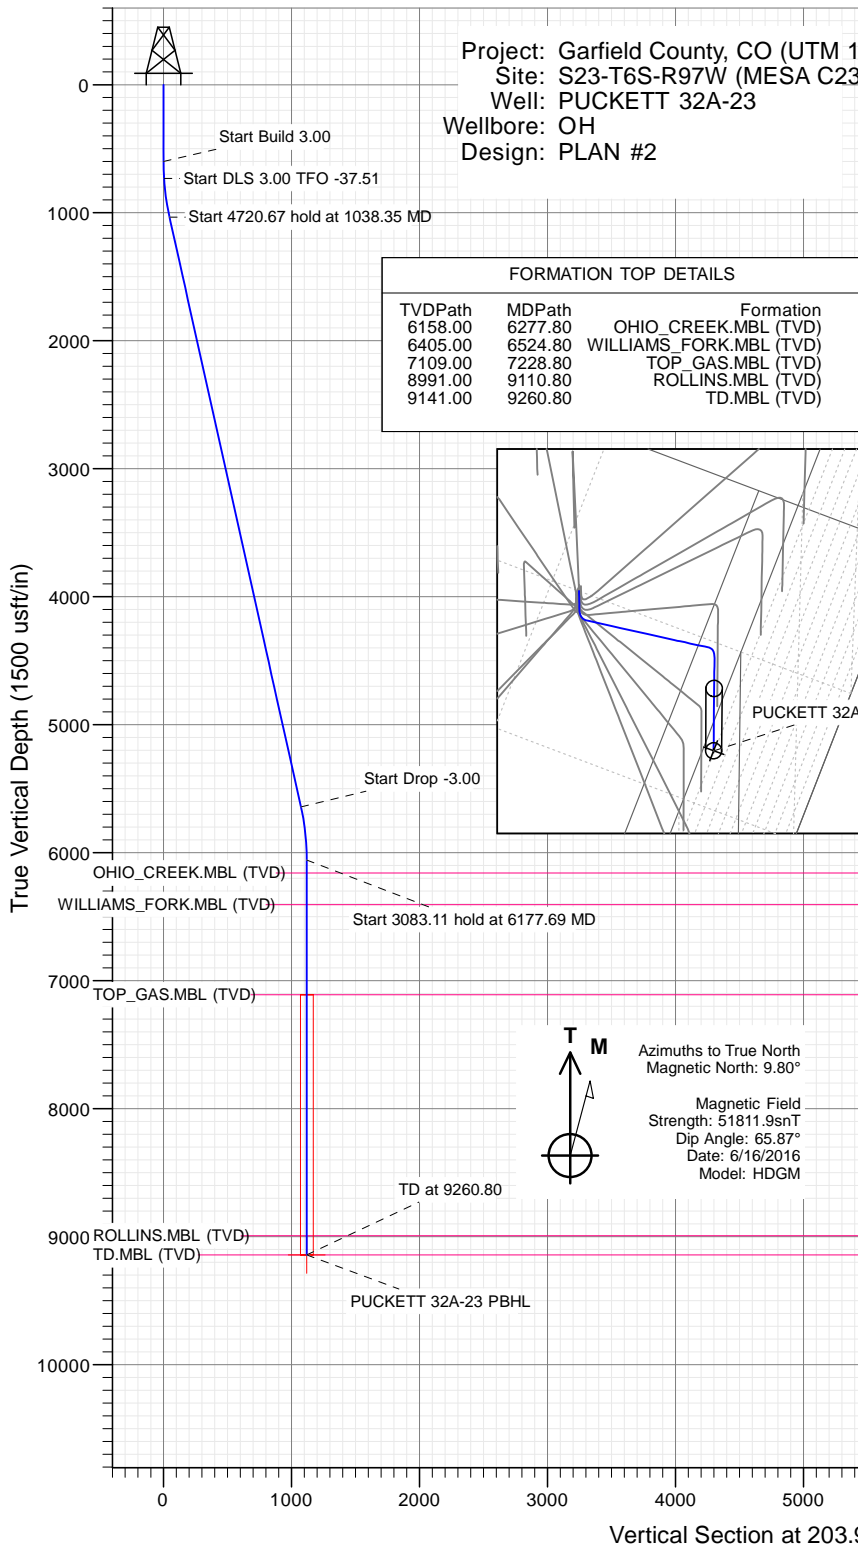 Project: Garfield County, CO (UTM 1
Site: S23-T6S-R97W (MESA C23
Well: PUCKETT 32A-23
Wellbore: OH
Design: PLAN #2
0
Start Build 3.00
Start DLS 3.00 TFO -37.51
1000
Start 4720.67 hold at 1038.35 MD
FORMATION TOP DETAILS
TVDPath MDPath Formation
6158.00 6277.80 OHIO_CREEK.MBL (TVD)
6405.00 6524.80 WILLIAMS_FORK.MBL (TVD)
7109.00 7228.80 TOP_GAS.MBL (TVD)
8991.00 9110.80 ROLLINS.MBL (TVD)
9141.00 9260.80 TD.MBL (TVD)
2000
3000
4000
5000
PUCKETT 32A
Start Drop -3.00
6000
True Vertical Depth (1500 usft/in)
OHIO_CREEK.MBL (TVD)
WILLIAMS_FORK.MBL (TVD)
Start 3083.11 hold at 6177.69 MD
7000
TOP_GAS.MBL (TVD)
T M
Azimuths to True North
Magnetic North: 9.80°
Magnetic Field
Strength: 51811.9snT
Dip Angle: 65.87°
Date: 6/16/2016
Model: HDGM
8000
TD at 9260.80
9000
ROLLINS.MBL (TVD)
TD.MBL (TVD)
PUCKETT 32A-23 PBHL
10000
0 1000 2000 3000 4000 5000
Vertical Section at 203.9